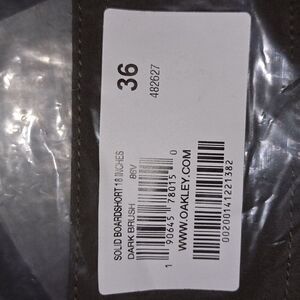 36
482627
SOLID BOARDSHORT 18 INCHES
DARK BRUSH 86V
1 90645 78015 0
WWW.OAKLEY.COM
00200141221382